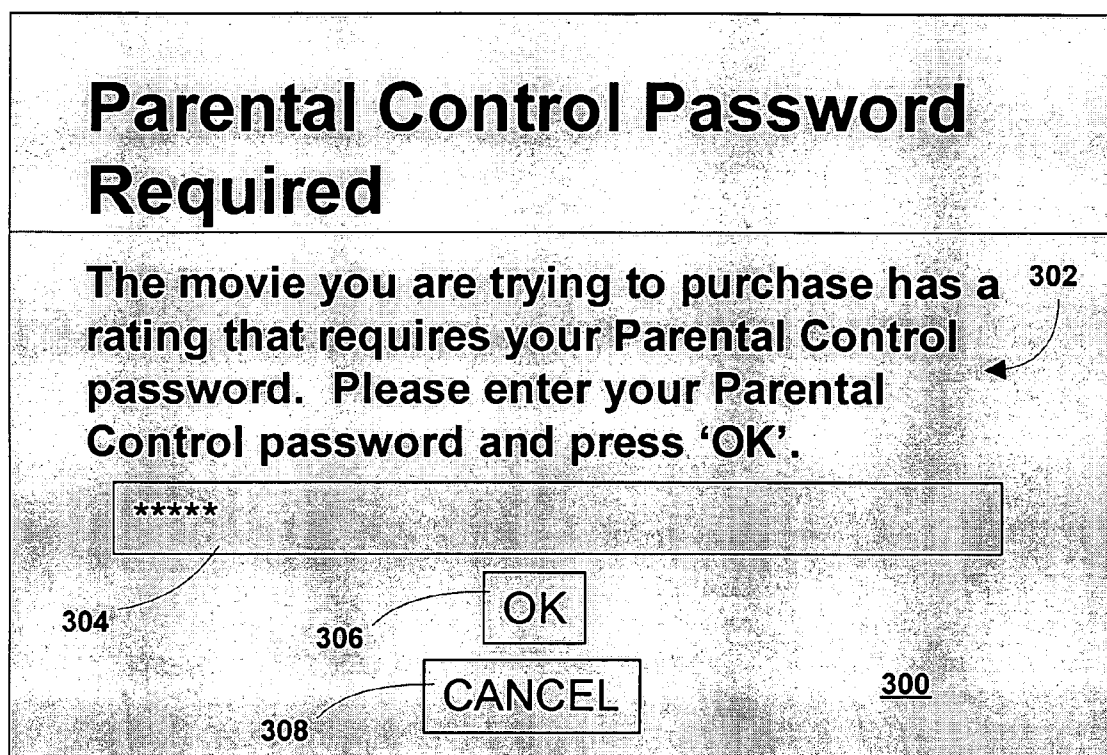 Parental Control Password
Required
The movie you are trying to purchase has a
302
rating that requires your Parental Control
password.  Please enter your Parental
Control password and press ‘OK’.
*****
304
306
OK
308
CANCEL
300